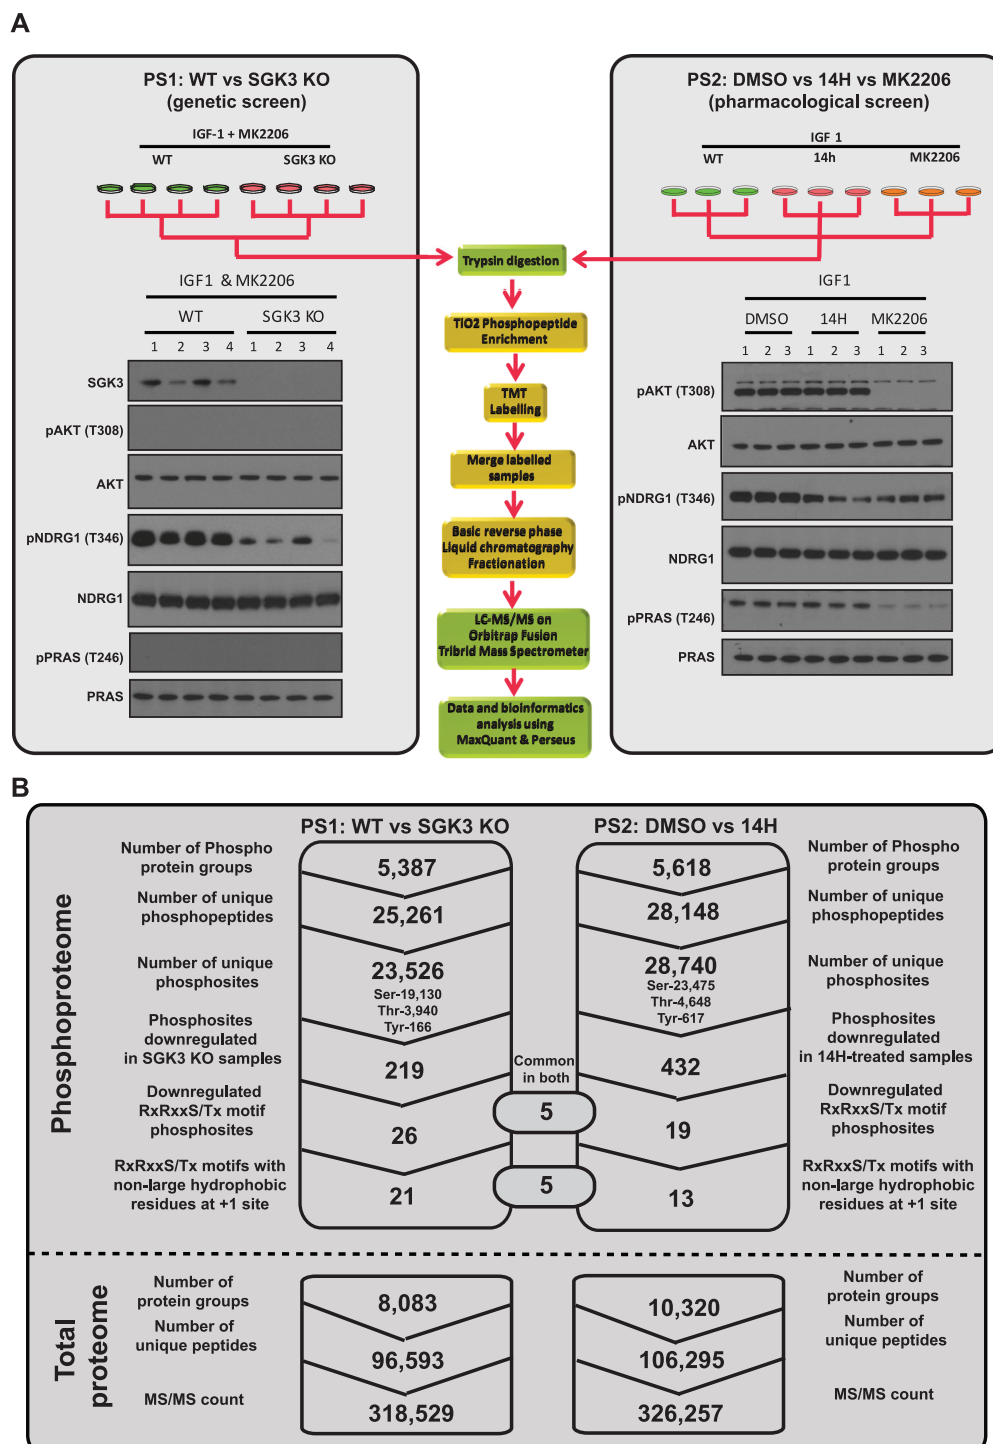 A
PS1: WT vs SGK3 KO
(genetic screen)
IGF-1 + MK2206
WT
SGK3 KO
IGF1 & MK2206
WT
SGK3 KO
1 2 3 4 1 2 3 4
SGK3
pAKT (T308)
AKT
pNDRG1 (T346)
NDRG1
pPRAS (T246)
PRAS
Trypsin digestion
TiO2 Phosphopeptide
Enrichment
TMT
Labelling
Merge labelled
samples
Basic reverse phase
Liquid chromatography
Fractionation
LC-MS/MS on
Orbitrap Fusion
Tribrid Mass Spectrometer
Data and bioinformatics
analysis using
MaxQuant & Perseus
PS2: DMSO vs 14H vs MK2206
(pharmacological screen)
IGF 1
WT
14h
MK2206
IGF1
DMSO
14H
MK2206
1 2 3 1 2 3 1 2 3
pAKT (T308)
AKT
pNDRG1 (T346)
NDRG1
pPRAS (T246)
PRAS
B
Phosphoproteome
PS1: WT vs SGK3 KO
PS2: DMSO vs 14H
Number of Phospho
protein groups
5,387
5,618
Number of Phospho
protein groups
Number of unique
phosphopeptides
25,261
28,148
Number of unique
phosphopeptides
Number of unique
phosphosites
23,526
Ser-19,130
Thr-3,940
Tyr-166
28,740
Ser-23,475
Thr-4,648
Tyr-617
Number of unique
phosphosites
Phosphosites
downregulated
in SGK3 KO samples
219
Common
in both
432
Phosphosites
downregulated
in 14H-treated samples
Downregulated
RxRxxS/Tx motif
phosphosites
26
5
19
Downregulated
RxRxxS/Tx motif
phosphosites
RxRxxS/Tx motifs with
non-large hydrophobic
residues at +1 site
21
5
13
RxRxxS/Tx motifs with
non-large hydrophobic
residues at +1 site
Total
proteome
Number of
protein groups
8,083
10,320
Number of
protein groups
Number of
unique peptides
96,593
106,295
Number of
unique peptides
MS/MS count
318,529
326,257
MS/MS count